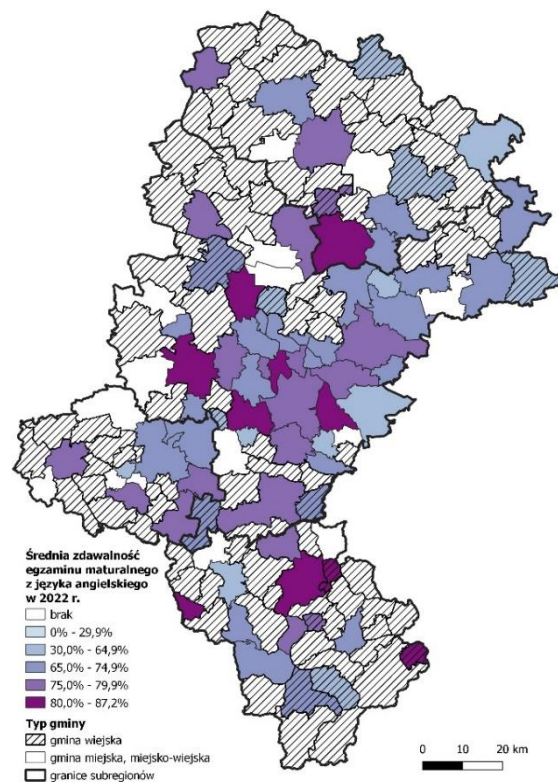 Średnia zdawalność
egzaminu maturalnego
z języka angielskiego
w 2022 r.
brak
0% - 29,9%
30,0% - 64,9%
65,0% - 74,9%
75,0% - 79,9%
80,0% - 87,2%
Typ gminy
gmina wiejska
gmina miejska, miejsko-wiejska
granice subregionów
0 10 20 km